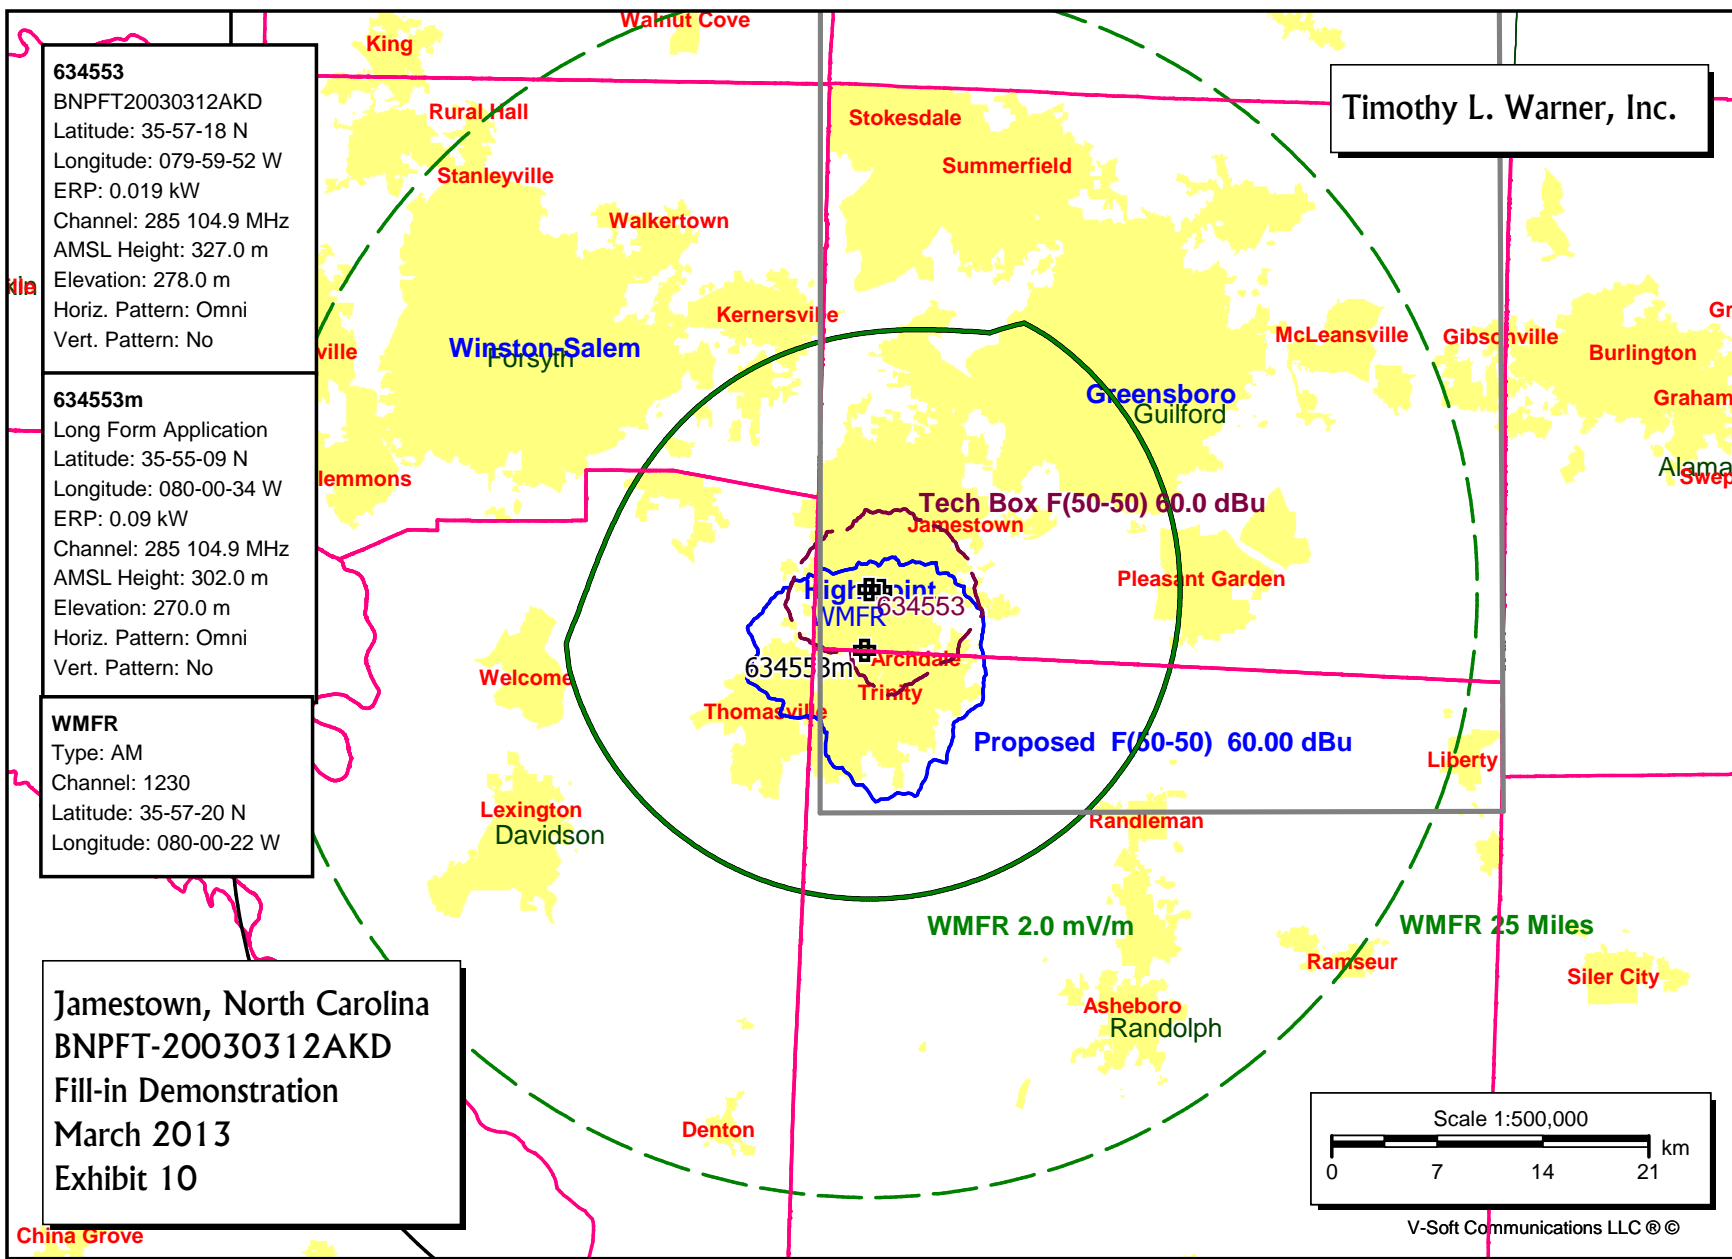 634553
BNPFT20030312AKD
Latitude: 35-57-18 N
Longitude: 079-59-52 W
ERP: 0.019 kW
Channel: 285 104.9 MHz
AMSL Height: 327.0 m
Elevation: 278.0 m
Horiz. Pattern: Omni
Vert. Pattern: No
634553m
Long Form Application
Latitude: 35-55-09 N
Longitude: 080-00-34 W
ERP: 0.09 kW
Channel: 285 104.9 MHz
AMSL Height: 302.0 m
Elevation: 270.0 m
Horiz. Pattern: Omni
Vert. Pattern: No
WMFR
Type: AM
Channel: 1230
Latitude: 35-57-20 N
Longitude: 080-00-22 W
Timothy L. Warner, Inc.
Walnut Cove
King
Rural Hall
Stanleyville
Walkertown
Stokesdale
Summerfield
Kernersville
Winston-Salem
Forsyth
ville
McLeansville
Gibsonville
Gr
Burlington
Graham
Greensboro
Guilford
Alama
Swep
lemmons
Tech Box F(50-50) 60.0 dBu
Jamestown
Pleasant Garden
High Point
634553
WMFR
634553m
Archdale
Trinity
Welcome
Thomasville
Proposed F(50-50) 60.00 dBu
Liberty
Lexington
Davidson
Randleman
WMFR 2.0 mV/m
WMFR 25 Miles
Ramseur
Siler City
Asheboro
Randolph
Denton
China Grove
Jamestown, North Carolina
BNPFT-20030312AKD
Fill-in Demonstration
March 2013
Exhibit 10
Scale 1:500,000
km
0 7 14 21
V-Soft Communications LLC ® ©